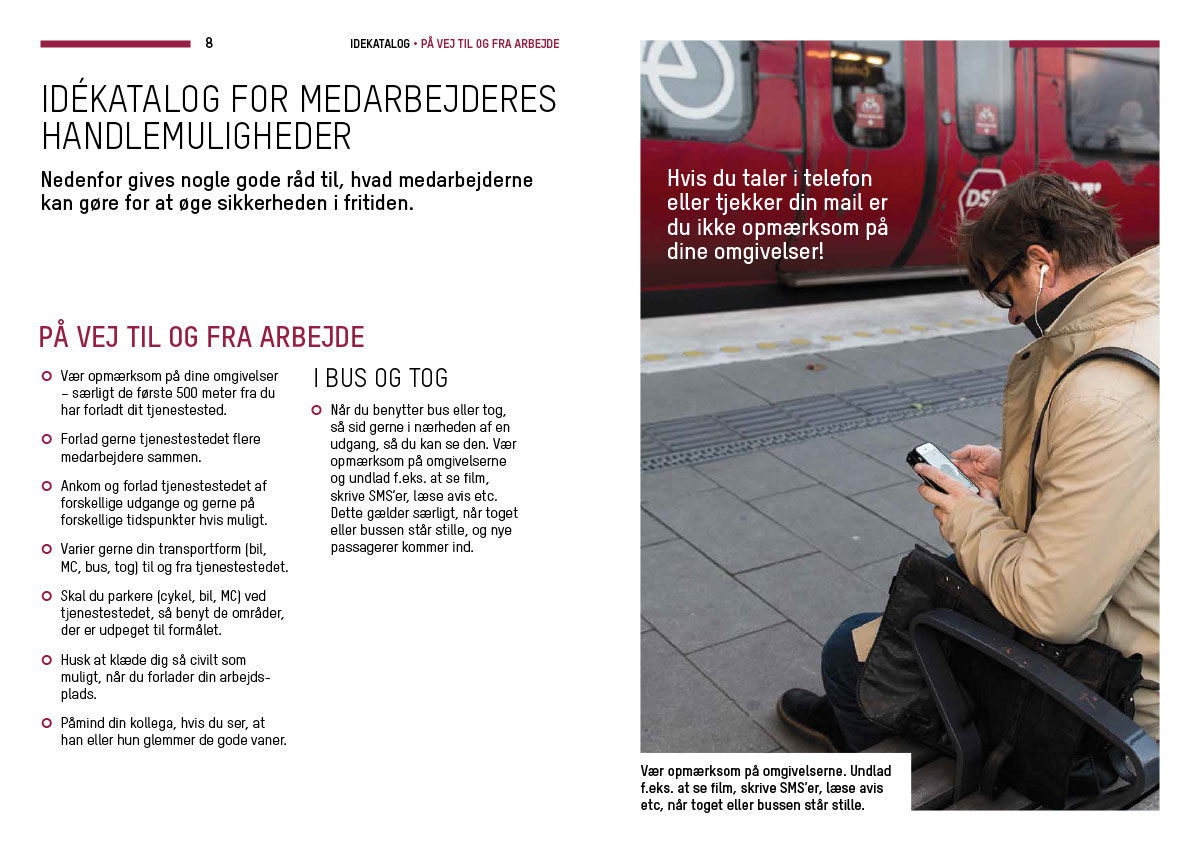 8
IDEKATALOG • PÅ VEJ TIL OG FRA ARBEJDE
IDÉKATALOG FOR MEDARBEJDERES
HANDLEMULIGHEDER
Nedenfor gives nogle gode råd til, hvad medarbejderne
kan gøre for at øge sikkerheden i fritiden.
PÅ VEJ TIL OG FRA ARBEJDE
Vær opmærksom på dine omgivelser
– særligt de første 500 meter fra du
har forladt dit tjenestested.
Forlad gerne tjenestestedet flere
medarbejdere sammen.
Ankom og forlad tjenestestedet af
forskellige udgange og gerne på
forskellige tidspunkter hvis muligt.
Varier gerne din transportform (bil,
MC, bus, tog) til og fra tjenestestedet.
Skal du parkere (cykel, bil, MC) ved
tjenestestedet, så benyt de områder,
der er udpeget til formålet.
Husk at klæde dig så civilt som
muligt, når du forlader din arbejds-
plads.
Påmind din kollega, hvis du ser, at
han eller hun glemmer de gode vaner.
I BUS OG TOG
Når du benytter bus eller tog,
så sid gerne i nærheden af en
udgang, så du kan se den. Vær
opmærksom på omgivelserne
og undlad f.eks. at se film,
skrive SMS'er, læse avis etc.
Dette gælder særligt, når toget
eller bussen står stille, og nye
passagerer kommer ind.
Hvis du taler i telefon
eller tjekker din mail er
du ikke opmærksom på
dine omgivelser!
DSB
Vær opmærksom på omgivelserne. Undlad
f.eks. at se film, skrive SMS'er, læse avis
etc, når toget eller bussen står stille.